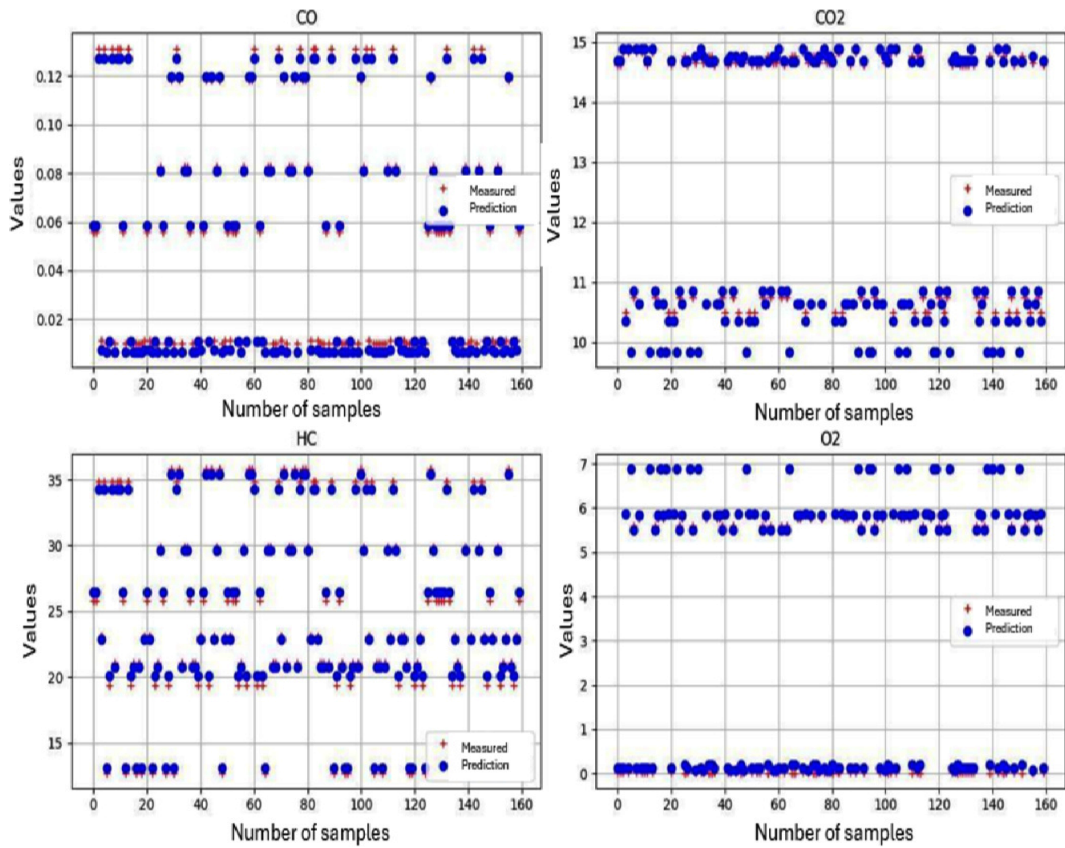 CO
0.12
0.10
0.08
0.06
0.04
0.02
Values
Measured
Prediction
0 20 40 60 80 100 120 140 160
Number of samples
CO2
15
14
13
12
11
10
Values
Measured
Prediction
0 20 40 60 80 100 120 140 160
Number of samples
HC
35
30
25
20
15
Values
Measured
Prediction
0 20 40 60 80 100 120 140 160
Number of samples
O2
7
6
5
4
3
2
1
0
Values
Measured
Prediction
0 20 40 60 80 100 120 140 160
Number of samples